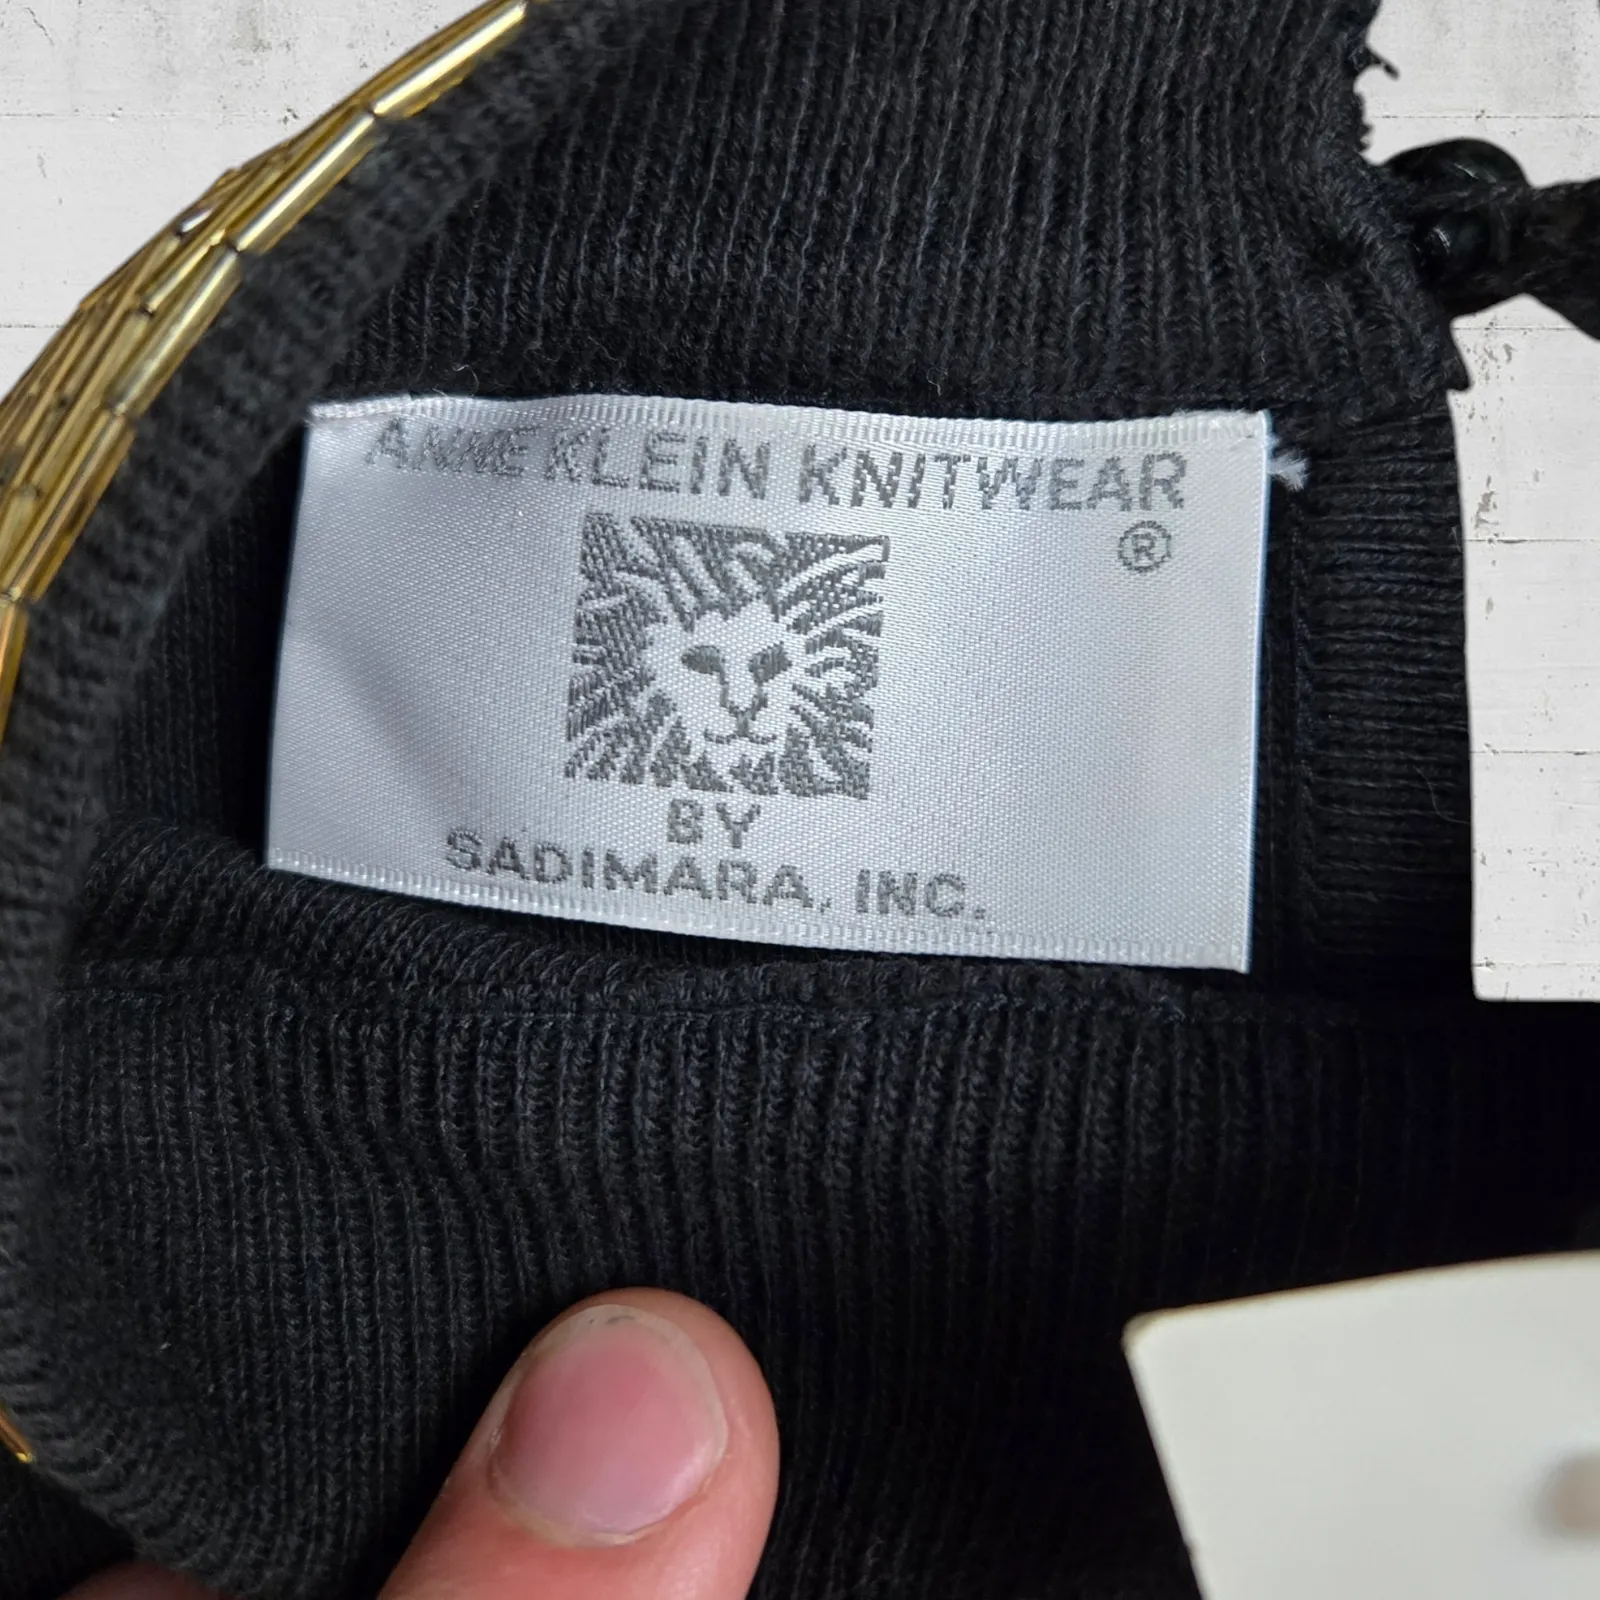 ANNE KLEIN KNITWEAR
®
BY
SADIMARA, INC.